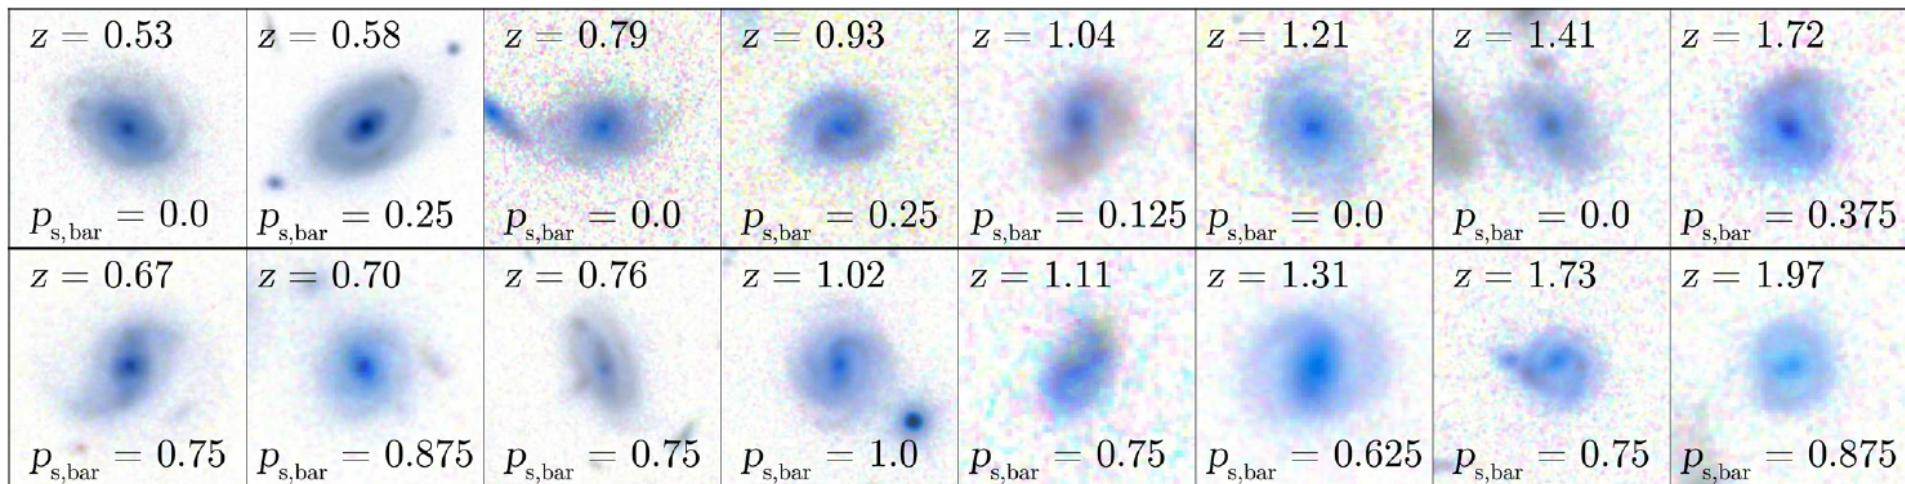 z = 0.53 z = 0.58 z = 0.79 z = 0.93 z = 1.04 z = 1.21 z = 1.41 z = 1.72
p_s,bar = 0.0 p_s,bar = 0.25 p_s,bar = 0.0 p_s,bar = 0.25 p_s,bar = 0.125 p_s,bar = 0.0 p_s,bar = 0.0 p_s,bar = 0.375
z = 0.67 z = 0.70 z = 0.76 z = 1.02 z = 1.11 z = 1.31 z = 1.73 z = 1.97
p_s,bar = 0.75 p_s,bar = 0.875 p_s,bar = 0.75 p_s,bar = 1.0 p_s,bar = 0.75 p_s,bar = 0.625 p_s,bar = 0.75 p_s,bar = 0.875